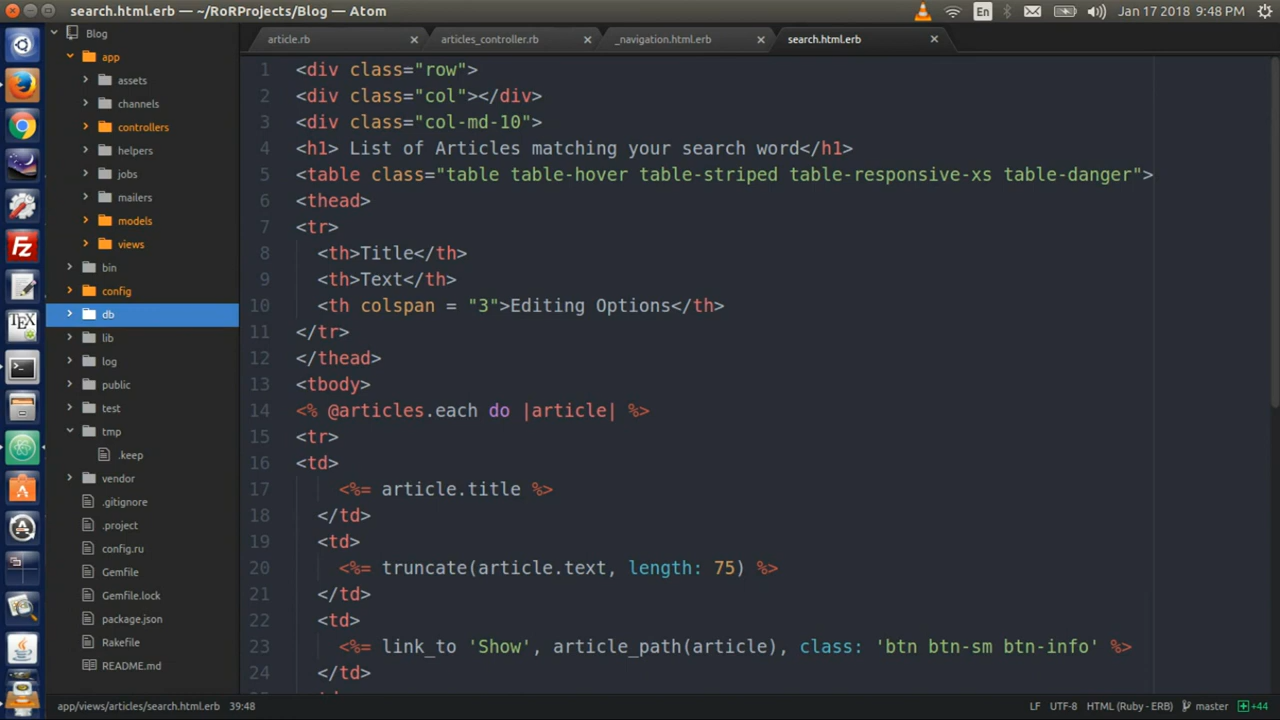 search.html.erb — ~/RoRProjects/Blog — Atom
En
Jan 17 2018 9:48 PM
Blog
app
assets
channels
controllers
helpers
jobs
mailers
models
views
bin
config
db
lib
log
public
test
tmp
.keep
vendor
.gitignore
.project
config.ru
Gemfile
Gemfile.lock
package.json
Rakefile
README.md
article.rb
articles_controller.rb
_navigation.html.erb
search.html.erb
1 <div class="row">
2 <div class="col"></div>
3 <div class="col-md-10">
4 <h1> List of Articles matching your search word</h1>
5 <table class="table table-hover table-striped table-responsive-xs table-danger">
6 <thead>
7 <tr>
8 <th>Title</th>
9 <th>Text</th>
10 <th colspan = "3">Editing Options</th>
11 </tr>
12 </thead>
13 <tbody>
14 <% @articles.each do |article| %>
15 <tr>
16 <td>
17 <%= article.title %>
18 </td>
19 <td>
20 <%= truncate(article.text, length: 75) %>
21 </td>
22 <td>
23 <%= link_to 'Show', article_path(article), class: 'btn btn-sm btn-info' %>
24 </td>
app/views/articles/search.html.erb 39:48
LF UTF-8 HTML (Ruby - ERB) master +44